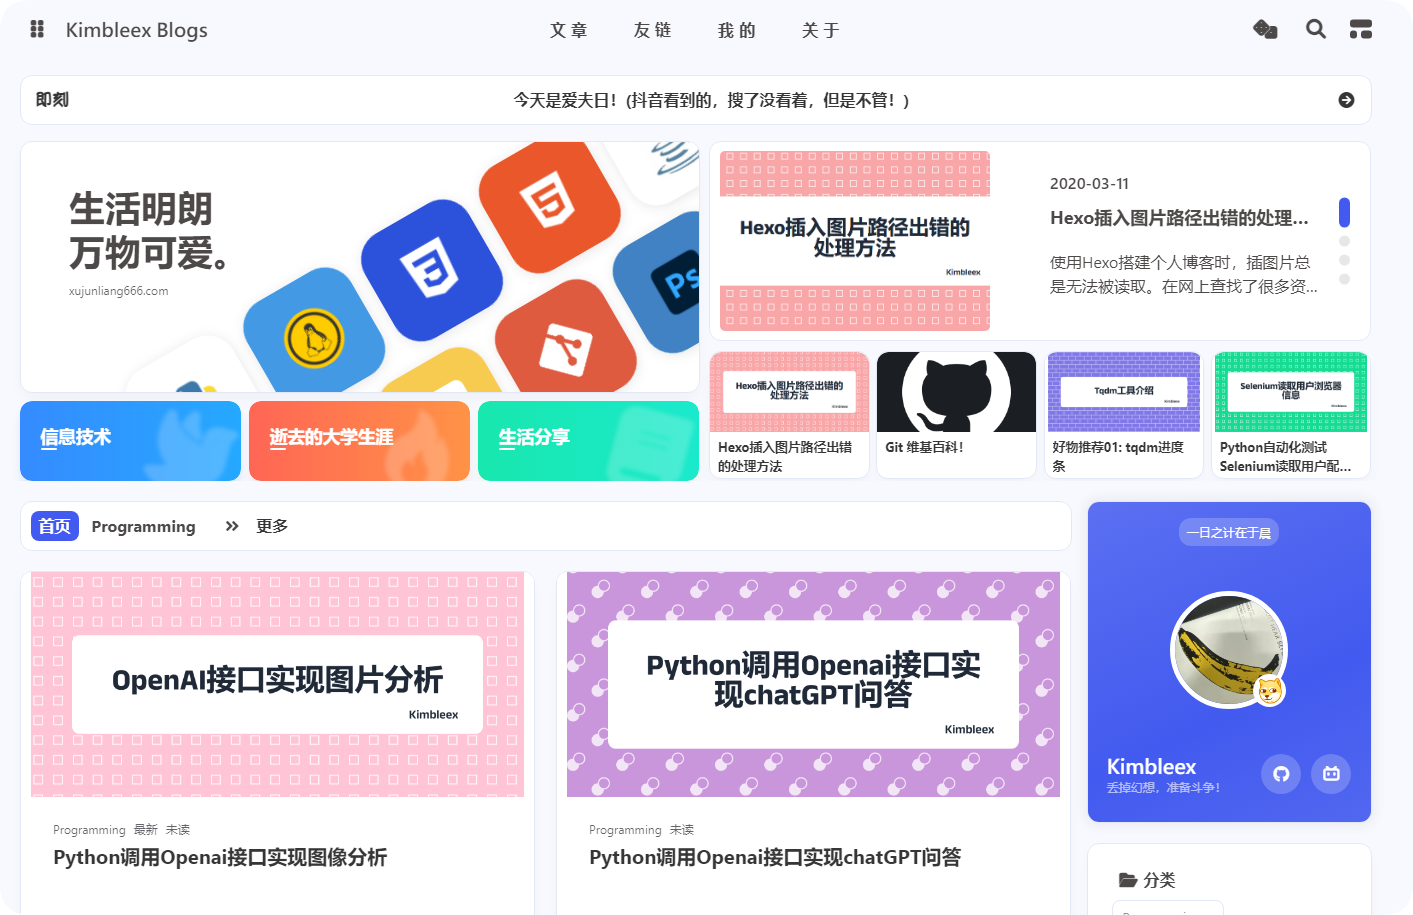 Kimbleex Blogs
文章 友链 我的 关于
即刻
今天是爱夫日！(抖音看到的，搜了没看着，但是不管！)
生活明朗
万物可爱。
xujunliang666.com
Ps
信息技术
逝去的大学生涯
生活分享
Hexo插入图片路径出错的
处理方法
Kimbleex
2020-03-11
Hexo插入图片路径出错的处理...
使用Hexo搭建个人博客时，插图片总
是无法被读取。在网上查找了很多资...
Hexo插入图片路径出错的
处理方法
Kimbleex
Hexo插入图片路径出错
的处理方法
Git 维基百科！
Tqdm工具介绍
Kimbleex
好物推荐01: tqdm进度
条
Selenium读取用户浏览器
信息
Kimbleex
Python自动化测试
Selenium读取用户配...
首页 Programming 更多
OpenAI接口实现图片分析
Kimbleex
Programming 最新 未读
Python调用Openai接口实现图像分析
Python调用Openai接口实
现chatGPT问答
Kimbleex
Programming 未读
Python调用Openai接口实现chatGPT问答
一日之计在于晨
Kimbleex
丢掉幻想，准备斗争！
分类